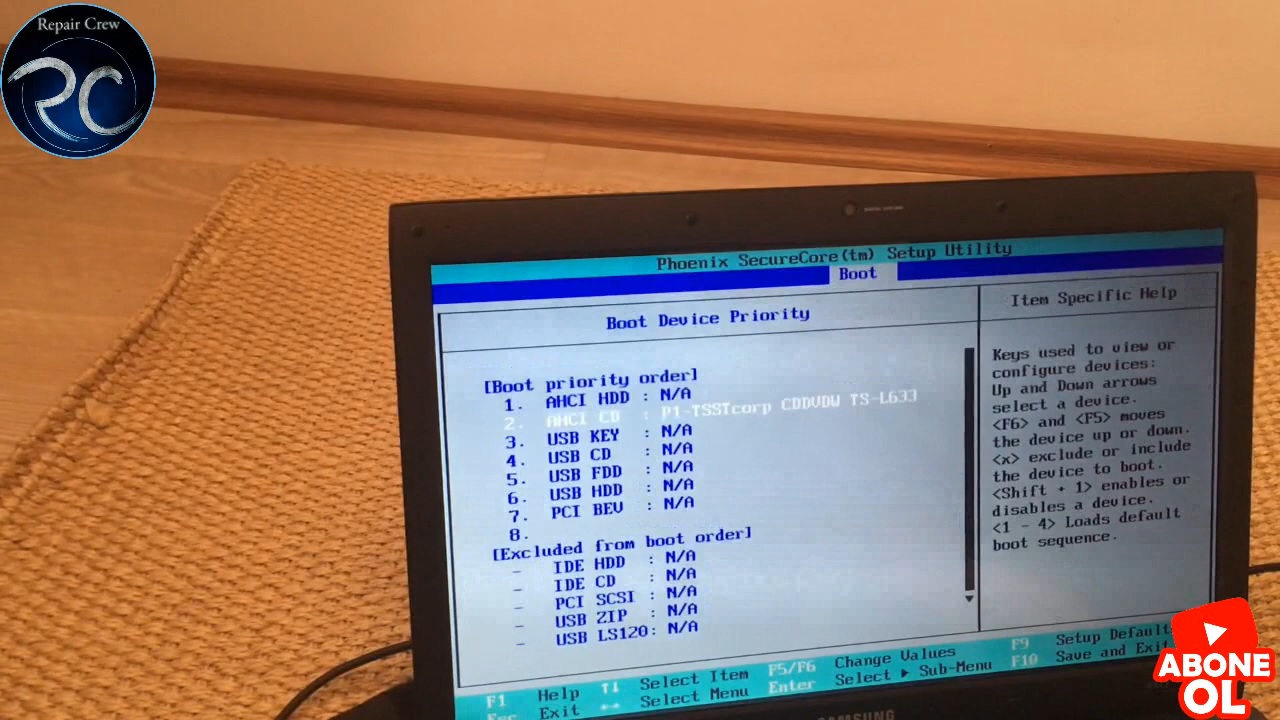 Repair Crew
RC
Phoenix SecureCore(tm) Setup Utility
Boot
Boot Device Priority
Item Specific Help
[Boot priority order]
1. AHCI HDD : N/A
2. AHCI CD : P1-TSSTcorp CDDVDW TS-L633
3. USB KEY : N/A
4. USB CD : N/A
5. USB FDD : N/A
6. USB HDD : N/A
7. PCI BEV : N/A
8.
[Excluded from boot order]
- IDE HDD : N/A
- IDE CD : N/A
- PCI SCSI : N/A
- USB ZIP : N/A
- USB LS120: N/A
Keys used to view or
configure devices:
Up and Down arrows
select a device.
<F6> and <F5> moves
the device up or down.
<x> exclude or include
the device to boot.
<Shift + 1> enables or
disables a device.
<1 - 4> Loads default
boot sequence.
F1 Help ↑↓ Select Item F5/F6 Change Values F9 Setup Default
Esc Exit ←→ Select Menu Enter Select ▶ Sub-Menu F10 Save and Exit
SAMSUNG
ABONE
OL